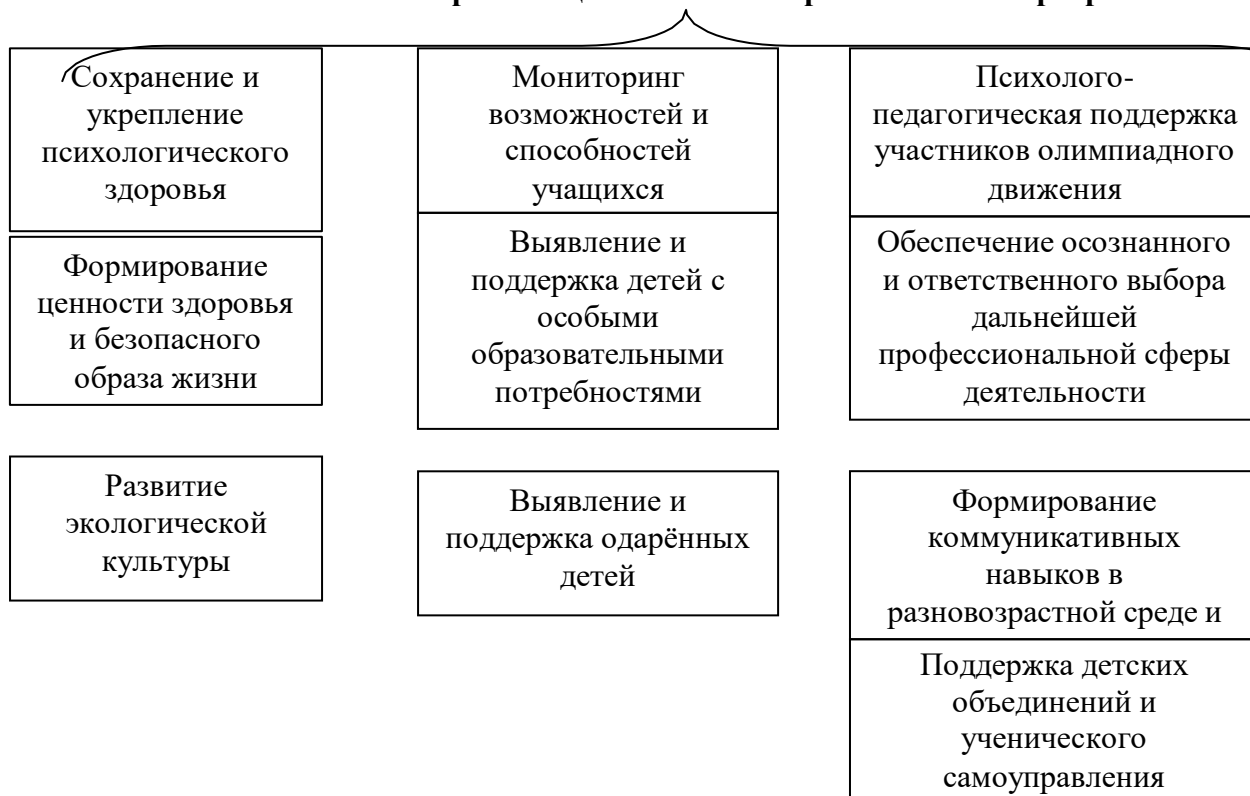 Сохранение и
укрепление
психологического
здоровья
Формирование
ценности здоровья
и безопасного
образа жизни
Развитие
экологической
культуры
Мониторинг
возможностей и
способностей
учащихся
Выявление и
поддержка детей с
особыми
образовательными
потребностями
Выявление и
поддержка одарённых
детей
Психолого-
педагогическая поддержка
участников олимпиадного
движения
Обеспечение осознанного
и ответственного выбора
дальнейшей
профессиональной сферы
деятельности
Формирование
коммуникативных
навыков в
разновозрастной среде и
Поддержка детских
объединений и
ученического
самоуправления